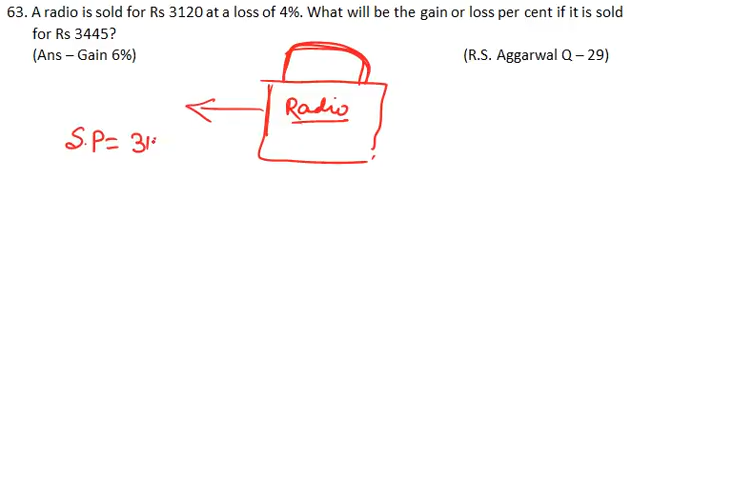 63. A radio is sold for Rs 3120 at a loss of 4%. What will be the gain or loss per cent if it is sold
for Rs 3445?
(Ans – Gain 6%) (R.S. Aggarwal Q – 29)
Radio
S.P= 31